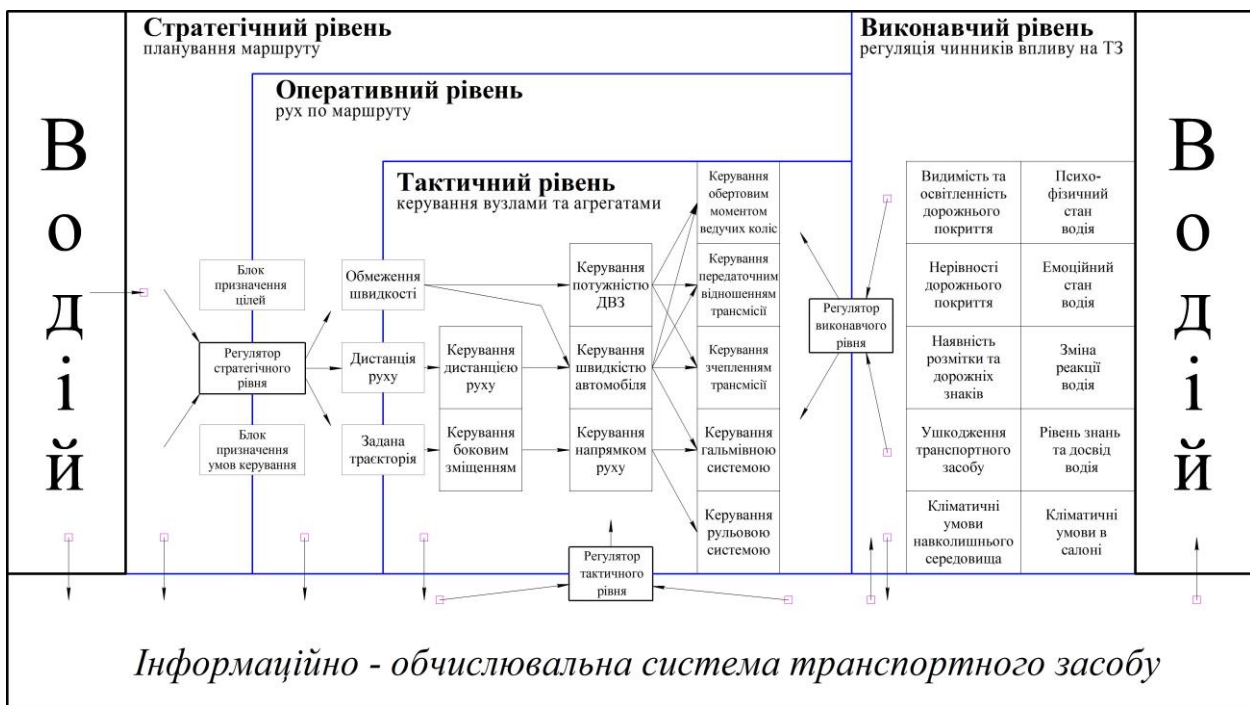 Водій
Стратегічний рівень
планування маршруту
Оперативний рівень
рух по маршруту
Тактичний рівень
керування вузлами та агрегатами
Виконавчий рівень
регуляція чинників впливу на ТЗ
Блок
призначення
цілей
Регулятор
стратегічного
рівня
Блок
призначення
умов керування
Обмеження
швидкості
Дистанція
руху
Задана
траєкторія
Керування
дистанцією
руху
Керування
боковим
зміщенням
Керування
потужністю
ДВЗ
Керування
швидкістю
автомобіля
Керування
напрямком
руху
Керування
обертовим
моментом
ведучих коліс
Керування
передаточним
відношенням
трансмісії
Керування
зчепленням
трансмісії
Керування
гальмівною
системою
Керування
рульовою
системою
Регулятор
тактичного
рівня
Регулятор
виконавчого
рівня
Видимість та
освітленність
дорожнього
покриття
Нерівності
дорожнього
покриття
Наявність
розмітки та
дорожніх
знаків
Ушкодження
транспортного
засобу
Кліматичні
умови
навколишнього
середовища
Психо-
фізичний
стан
водія
Емоційний
стан
водія
Зміна
реакції
водія
Рівень знань
та досвід
водія
Кліматичні
умови в
салоні
Водій
Інформаційно - обчислювальна система транспортного засобу